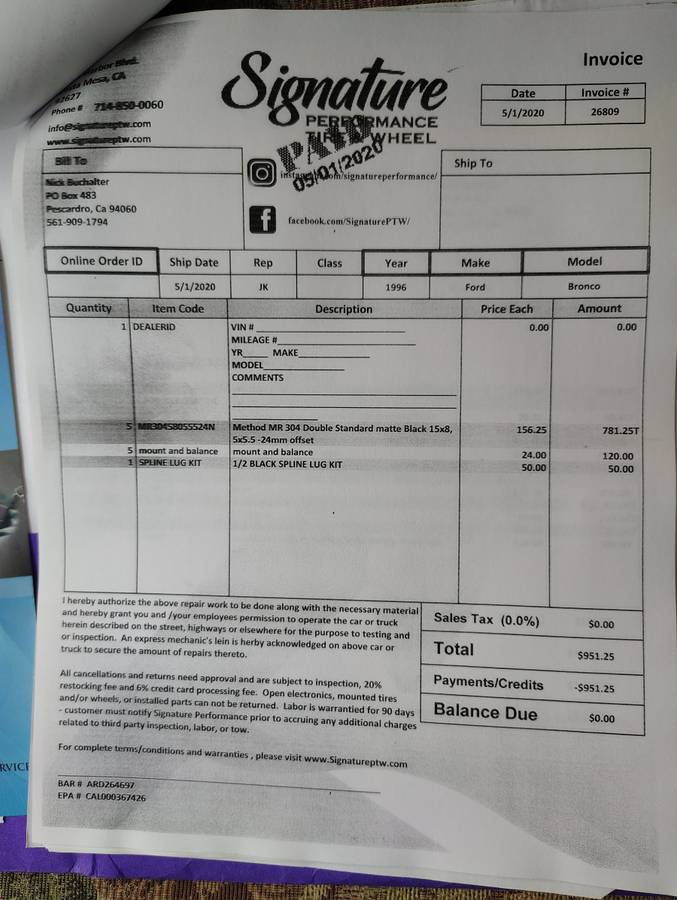 Harbor Blvd.
Mesa, CA
92627
Phone # 714-850-0060
info@signatureptw.com
www.signatureptw.com
Signature
PERFORMANCE
TIRE & WHEEL
PAID
05/01/2020
Invoice
Date Invoice #
5/1/2020 26809
Bill To
Nick Buchalter
PO Box 483
Pescardro, Ca 94060
561-909-1794
instagram.com/signatureperformance/
facebook.com/SignaturePTW/
Ship To
Online Order ID Ship Date Rep Class Year Make Model
5/1/2020 JK 1996 Ford Bronco
Quantity Item Code Description Price Each Amount
1 DEALERID VIN # 0.00 0.00
MILEAGE #
YR MAKE
MODEL
COMMENTS
5 MR30458055524N Method MR 304 Double Standard matte Black 15x8, 156.25 781.25T
5x5.5 -24mm offset
5 mount and balance mount and balance 24.00 120.00
1 SPLINE LUG KIT 1/2 BLACK SPLINE LUG KIT 50.00 50.00
I hereby authorize the above repair work to be done along with the necessary material
and hereby grant you and /your employees permission to operate the car or truck
herein described on the street, highways or elsewhere for the purpose to testing and
or inspection. An express mechanic's lein is herby acknowledged on above car or
truck to secure the amount of repairs thereto.
All cancellations and returns need approval and are subject to inspection, 20%
restocking fee and 6% credit card processing fee. Open electronics, mounted tires
and/or wheels, or installed parts can not be returned. Labor is warrantied for 90 days
- customer must notify Signature Performance prior to accruing any additional charges
related to third party inspection, labor, or tow.
For complete terms/conditions and warranties , please visit www.Signatureptw.com
Sales Tax (0.0%) $0.00
Total $951.25
Payments/Credits -$951.25
Balance Due $0.00
BAR # ARD264697
EPA # CAL000367426
RVICE